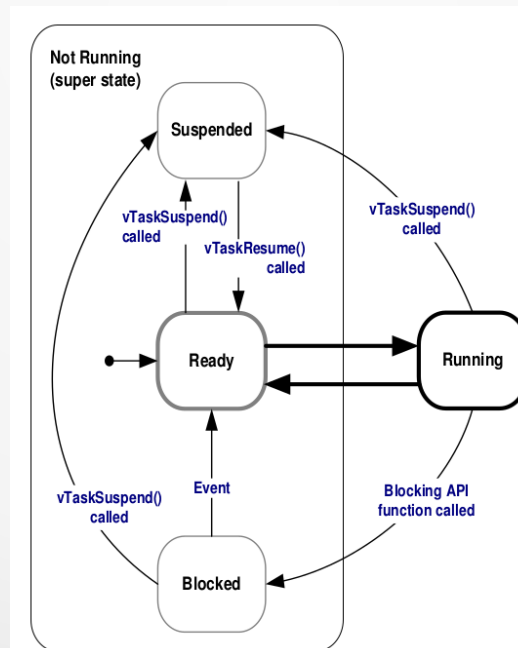 Not Running
(super state)
Suspended
vTaskSuspend()
called
vTaskResume()
called
vTaskSuspend()
called
Ready
Running
Event
vTaskSuspend()
called
Blocking API
function called
Blocked